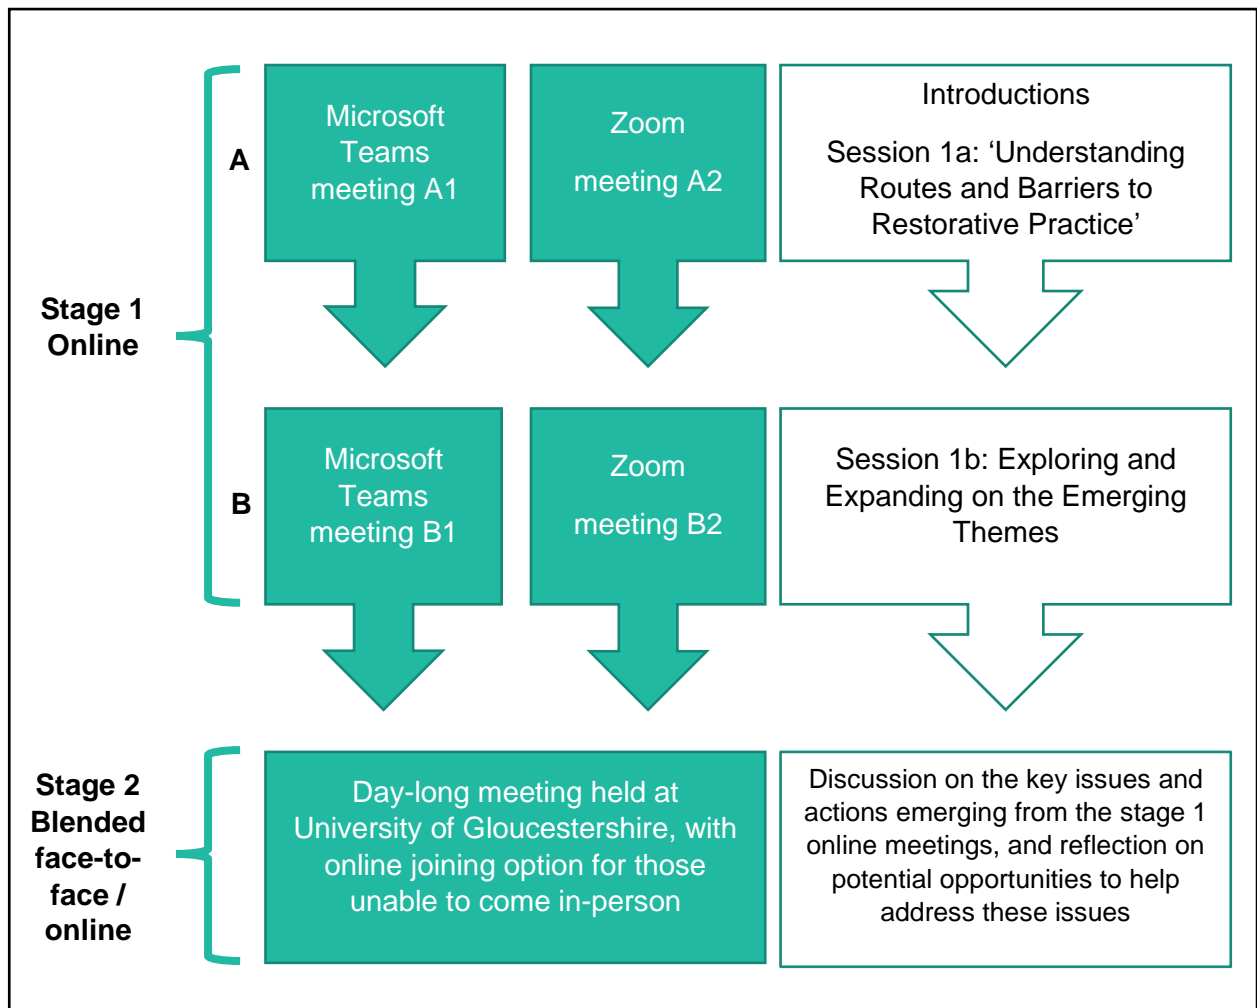 Stage 1
Online
A
Microsoft
Teams
meeting A1
Zoom
meeting A2
Introductions
Session 1a: ‘Understanding
Routes and Barriers to
Restorative Practice’
B
Microsoft
Teams
meeting B1
Zoom
meeting B2
Session 1b: Exploring and
Expanding on the Emerging
Themes
Stage 2
Blended
face-to-
face /
online
Day-long meeting held at
University of Gloucestershire, with
online joining option for those
unable to come in-person
Discussion on the key issues and
actions emerging from the stage 1
online meetings, and reflection on
potential opportunities to help
address these issues